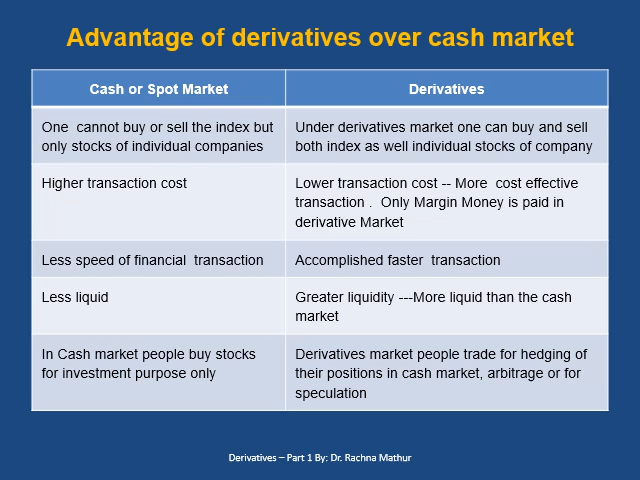 Advantage of derivatives over cash market
Cash or Spot Market
Derivatives
One cannot buy or sell the index but
only stocks of individual companies
Under derivatives market one can buy and sell
both index as well individual stocks of company
Higher transaction cost
Lower transaction cost -- More cost effective
transaction . Only Margin Money is paid in
derivative Market
Less speed of financial transaction
Accomplished faster transaction
Less liquid
Greater liquidity ---More liquid than the cash
market
In Cash market people buy stocks
for investment purpose only
Derivatives market people trade for hedging of
their positions in cash market, arbitrage or for
speculation
Derivatives – Part 1 By: Dr. Rachna Mathur